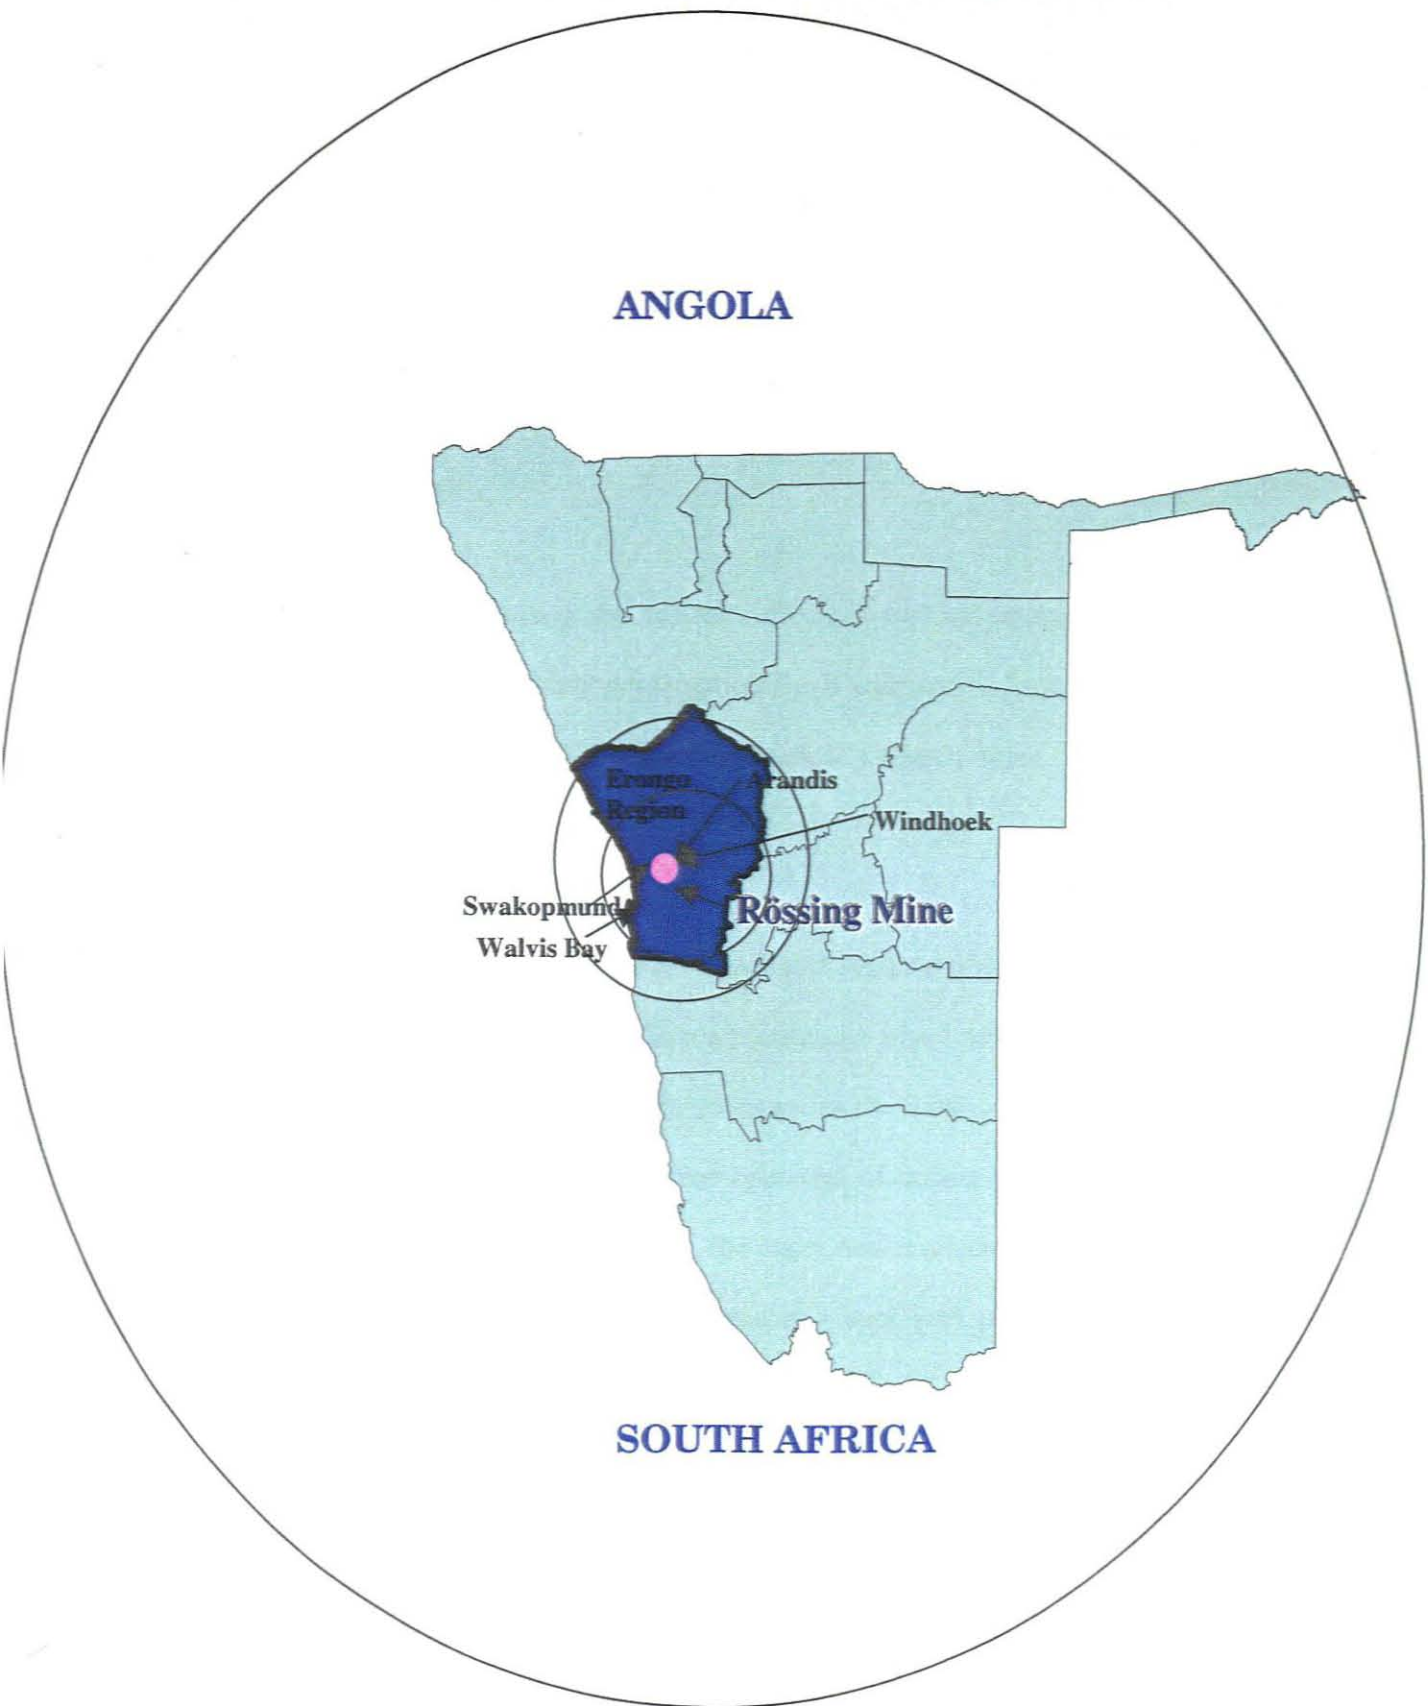 ANGOLA
Erongo
Region
Arandis
Windhoek
Swakopmund
Rössing Mine
Walvis Bay
SOUTH AFRICA